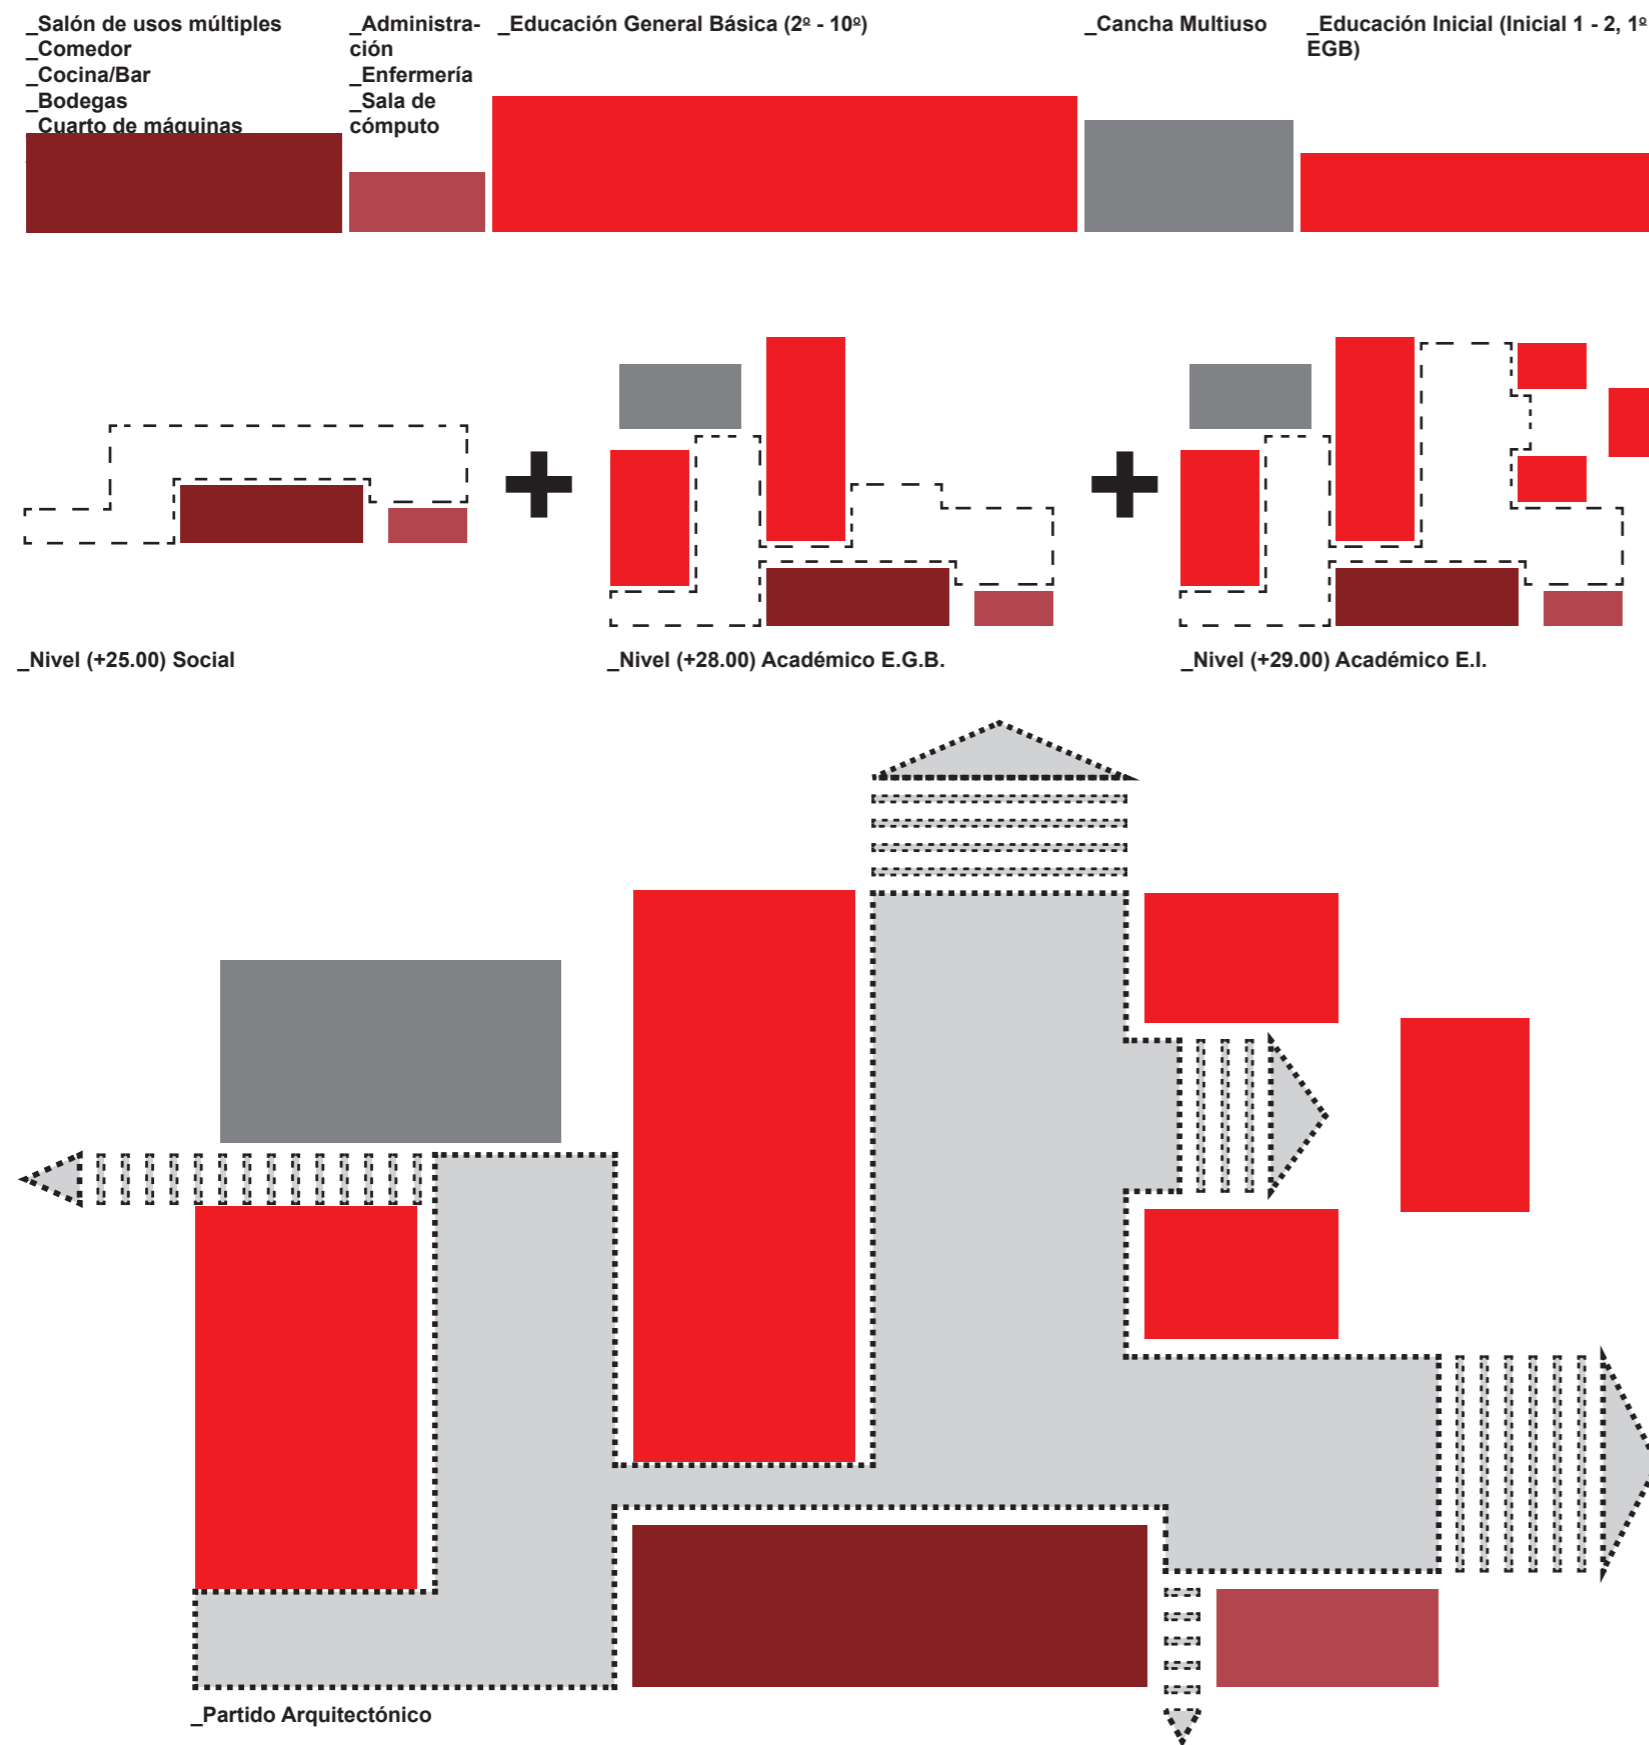 _Salón de usos múltiples
_Comedor
_Cocina/Bar
_Bodegas
_Cuarto de máquinas
_Administra-
ción
_Enfermería
_Sala de
cómputo
_Educación General Básica (2º - 10º)
_Cancha Multiuso
_Educación Inicial (Inicial 1 - 2, 1º
EGB)
_Nivel (+25.00) Social
_Nivel (+28.00) Académico E.G.B.
_Nivel (+29.00) Académico E.I.
_Partido Arquitectónico